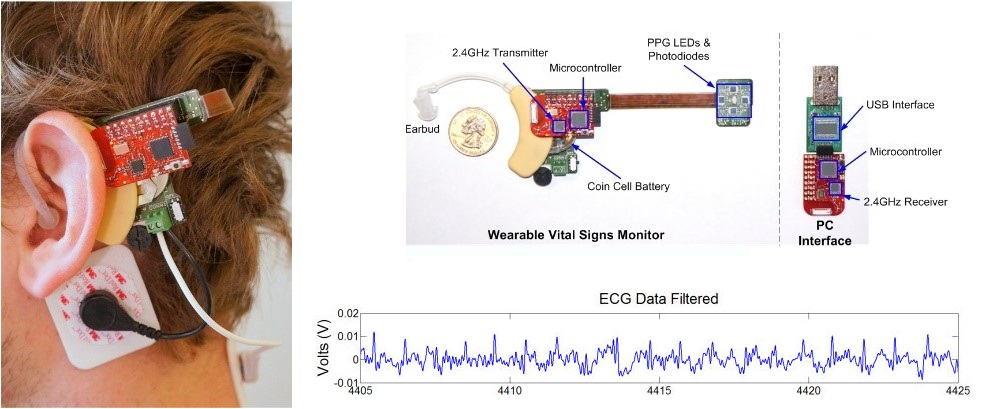 2.4GHz Transmitter
Microcontroller
PPG LEDs &
Photodiodes
Earbud
Coin Cell Battery
Wearable Vital Signs Monitor
USB Interface
Microcontroller
2.4GHz Receiver
PC
Interface
3M
ECG Data Filtered
Volts (V)
0.02
0.01
0
-0.01
4405
4410
4415
4420
4425